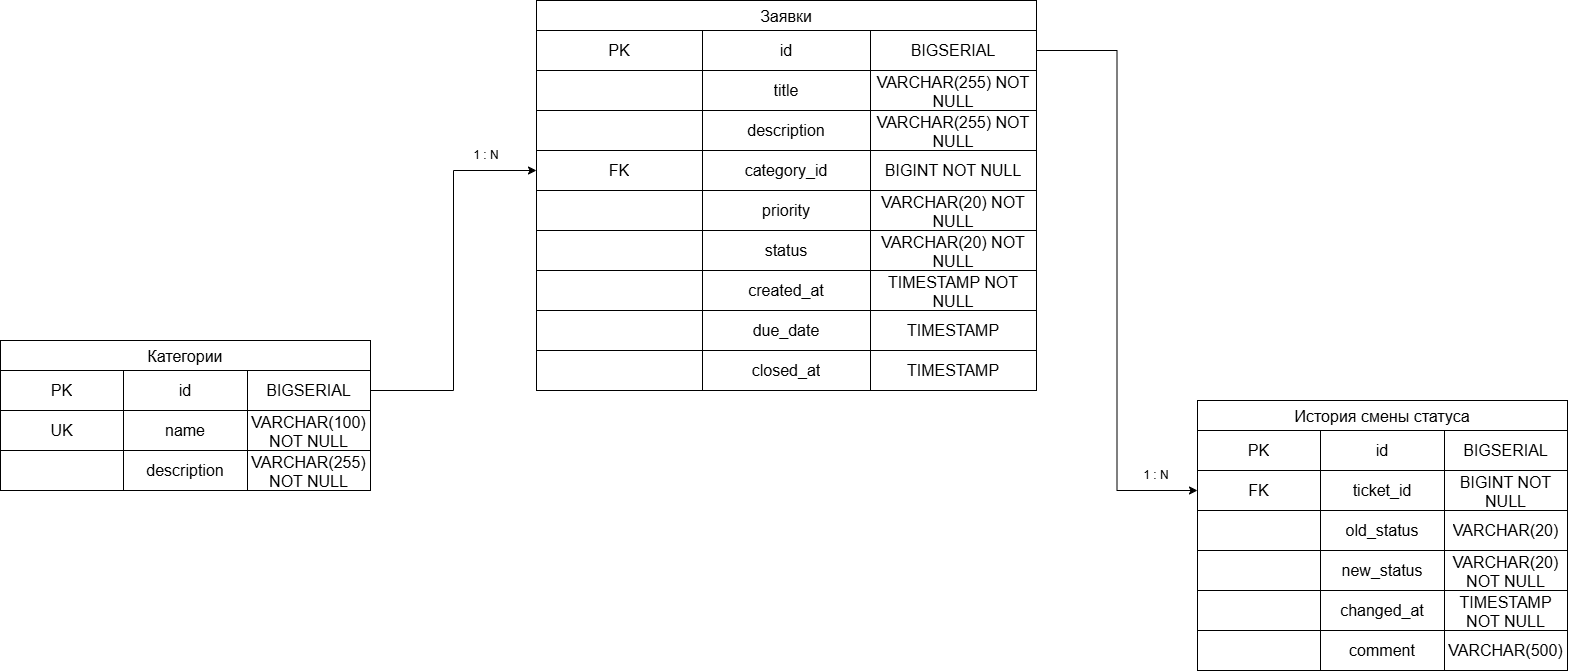 Заявки
PK id BIGSERIAL
title VARCHAR(255) NOT
NULL
description VARCHAR(255) NOT
NULL
1 : N
FK category_id BIGINT NOT NULL
priority VARCHAR(20) NOT
NULL
status VARCHAR(20) NOT
NULL
created_at TIMESTAMP NOT
NULL
due_date TIMESTAMP
closed_at TIMESTAMP
Категории
PK id BIGSERIAL
UK name VARCHAR(100)
NOT NULL
description VARCHAR(255)
NOT NULL
История смены статуса
PK id BIGSERIAL
1 : N
FK ticket_id BIGINT NOT
NULL
old_status VARCHAR(20)
new_status VARCHAR(20)
NOT NULL
changed_at TIMESTAMP
NOT NULL
comment VARCHAR(500)